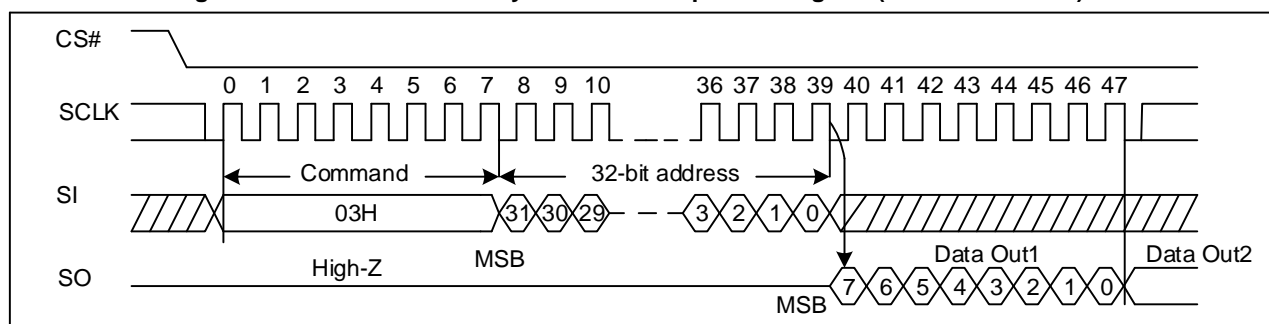 CS#
0 1 2 3 4 5 6 7 8 9 10 36 37 38 39 40 41 42 43 44 45 46 47
SCLK
Command 32-bit address
SI
03H 31 30 29 3 2 1 0
MSB
High-Z
Data Out1 Data Out2
SO
MSB 7 6 5 4 3 2 1 0